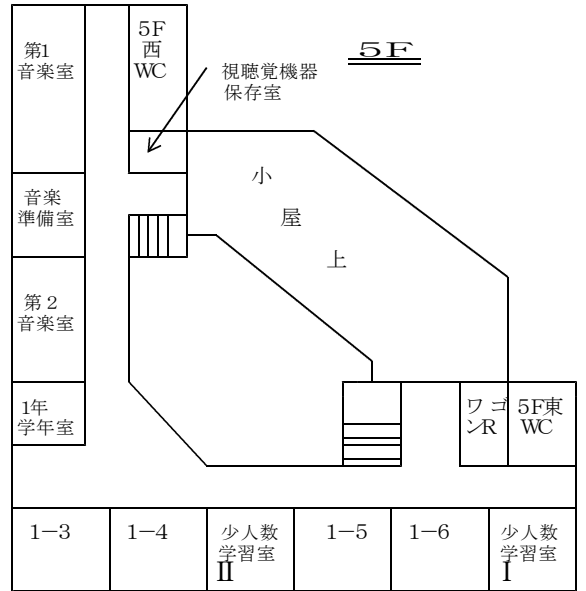 5F
第1
音楽室
5F
西
WC
視聴覚機器
保存室
音楽
準備室
小
屋
上
第２
音楽室
1年
学年室
ワゴ
ンR
5F東
WC
1−3
1−4
少人数
学習室
Ⅱ
1−5
1−6
少人数
学習室
Ⅰ